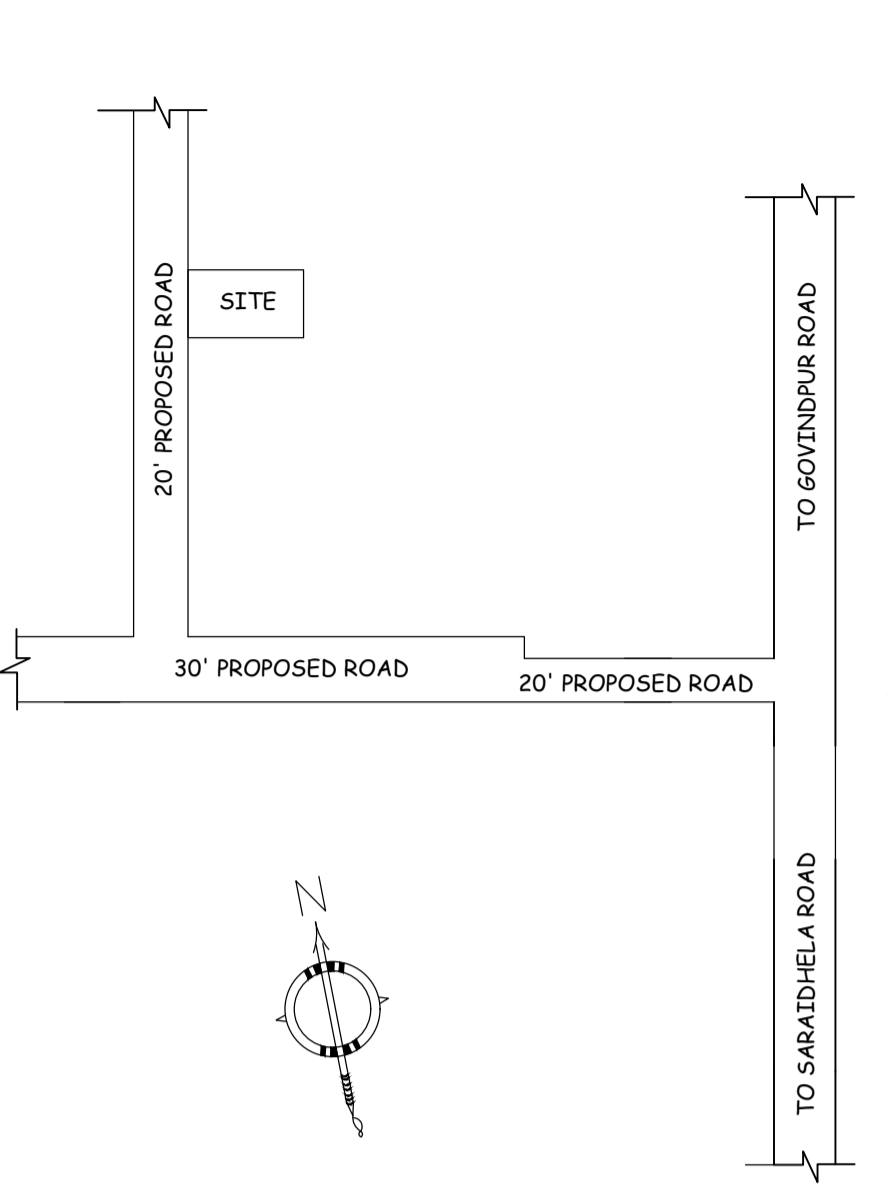 SITE
20' PROPOSED ROAD
TO GOVINDPUR ROAD
30' PROPOSED ROAD
20' PROPOSED ROAD
TO SARAIDHELA ROAD
N